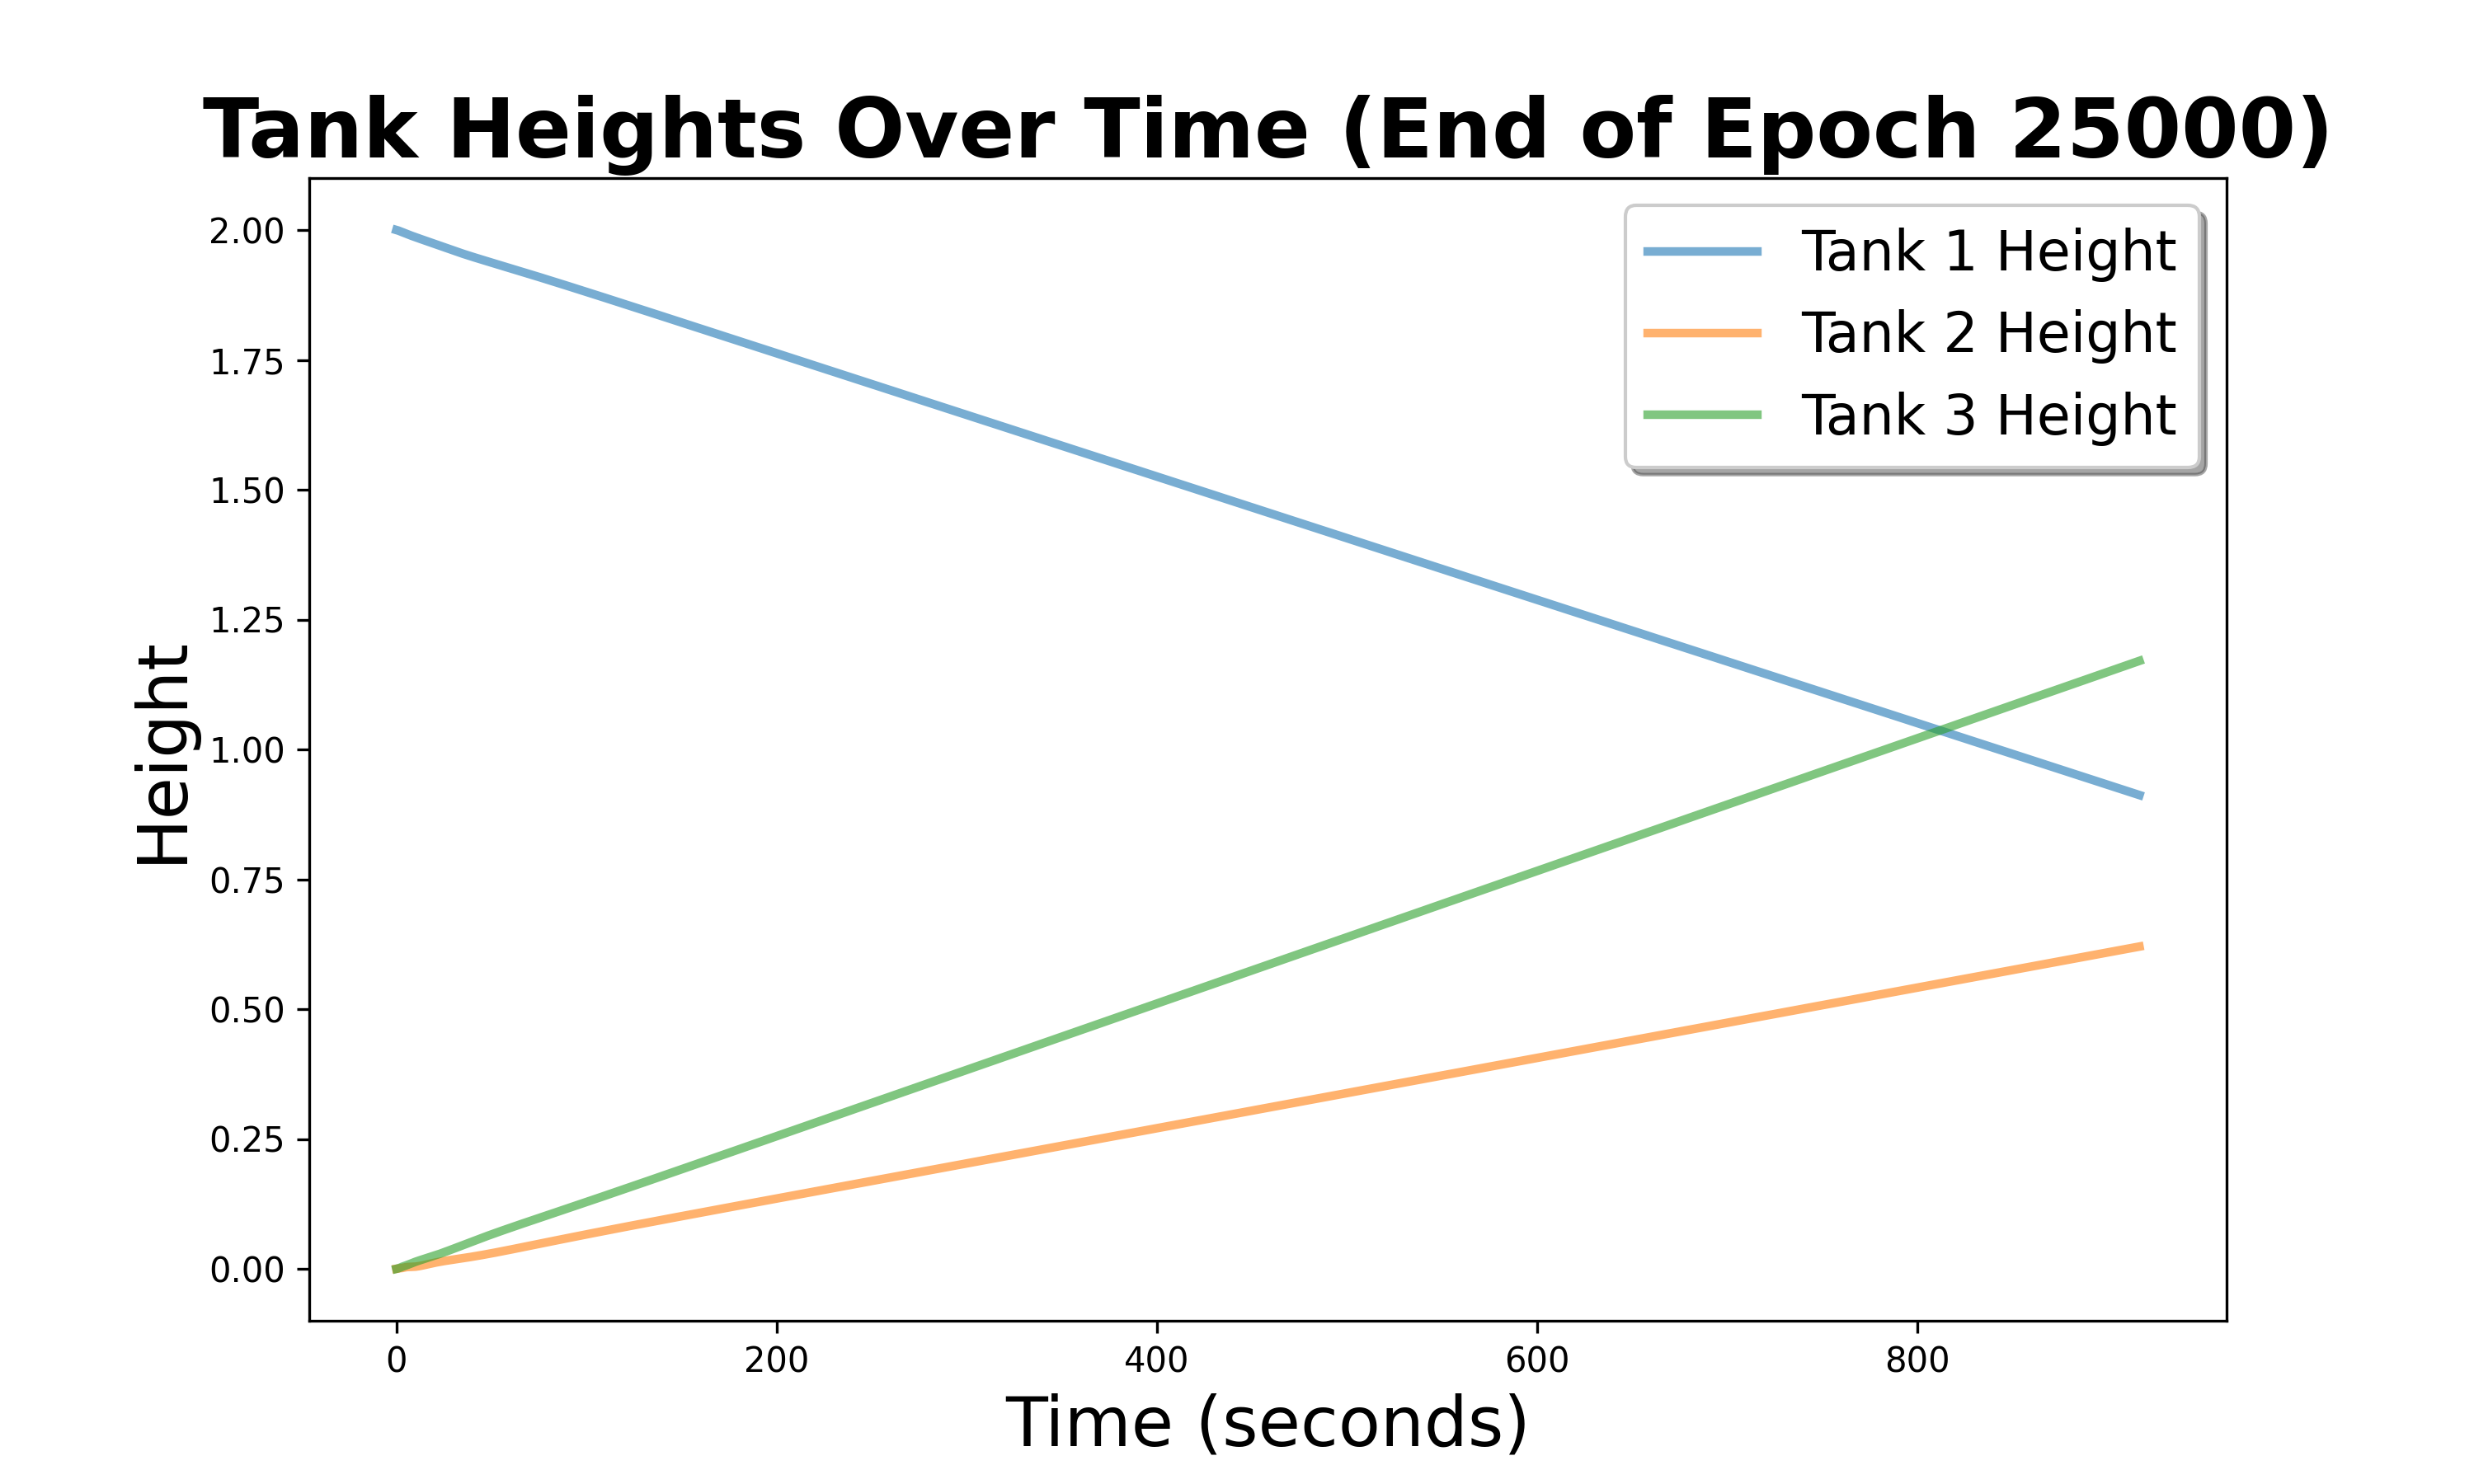 Tank Heights Over Time (End of Epoch 25000)
Tank 1 Height
Tank 2 Height
Tank 3 Height
Height
2.00
1.75
1.50
1.25
1.00
0.75
0.50
0.25
0.00
0 200 400 600 800
Time (seconds)